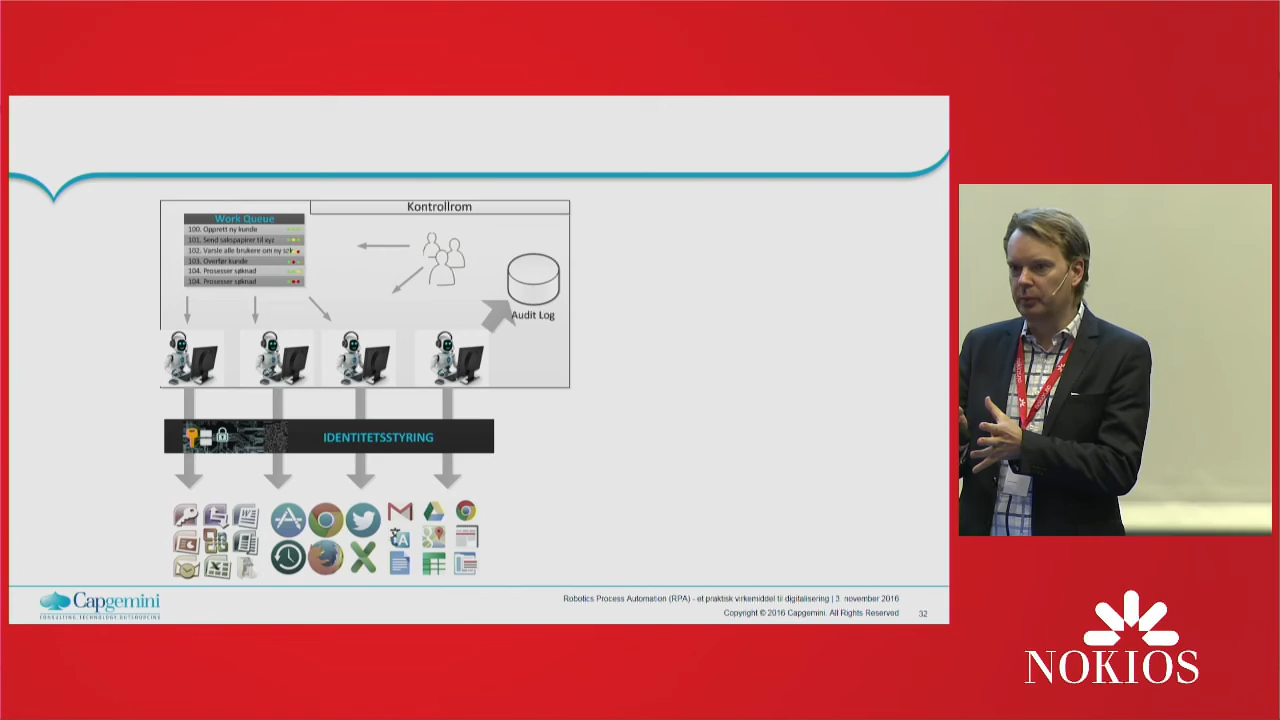 Kontrollrom
Work Queue
100. Opprett ny kunde
101. Send sakspapirer til xyz
102. Varsle alle brukere om ny
103. Overfør kunde
104. Prosesser søknad
104. Prosesser søknad
Audit Log
IDENTITETSSTYRING
Capgemini
CONSULTING.TECHNOLOGY.OUTSOURCING
Robotics Process Automation (RPA) - et praktisk virkemiddel til digitalisering | 3. november 2016
Copyright © 2016 Capgemini. All Rights Reserved
32
NOKIOS